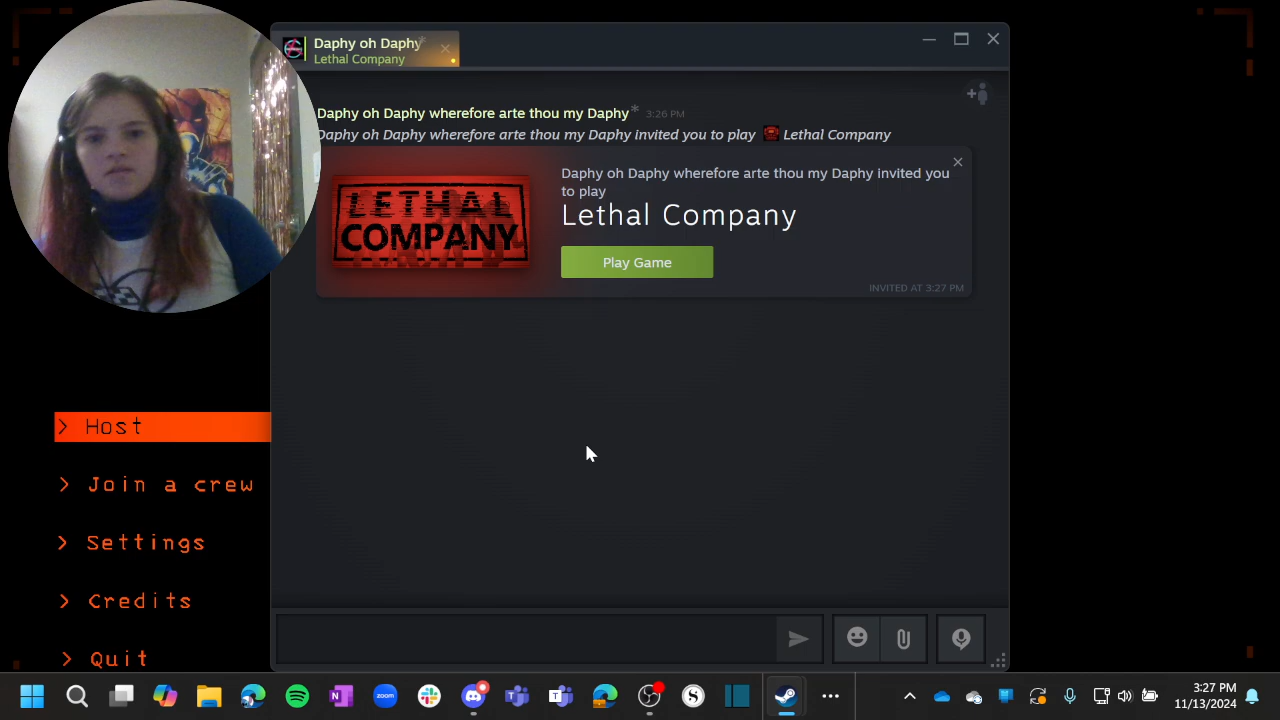 Daphy oh Daphy*
Lethal Company
Daphy oh Daphy wherefore arte thou my Daphy* 3:26 PM
Daphy oh Daphy wherefore arte thou my Daphy invited you to play Lethal Company
LETHAL
COMPANY
Daphy oh Daphy wherefore arte thou my Daphy invited you
to play
Lethal Company
Play Game
INVITED AT 3:27 PM
> Host
> Join a crew
> Settings
> Credits
> Quit
zoom
3:27 PM
11/13/2024